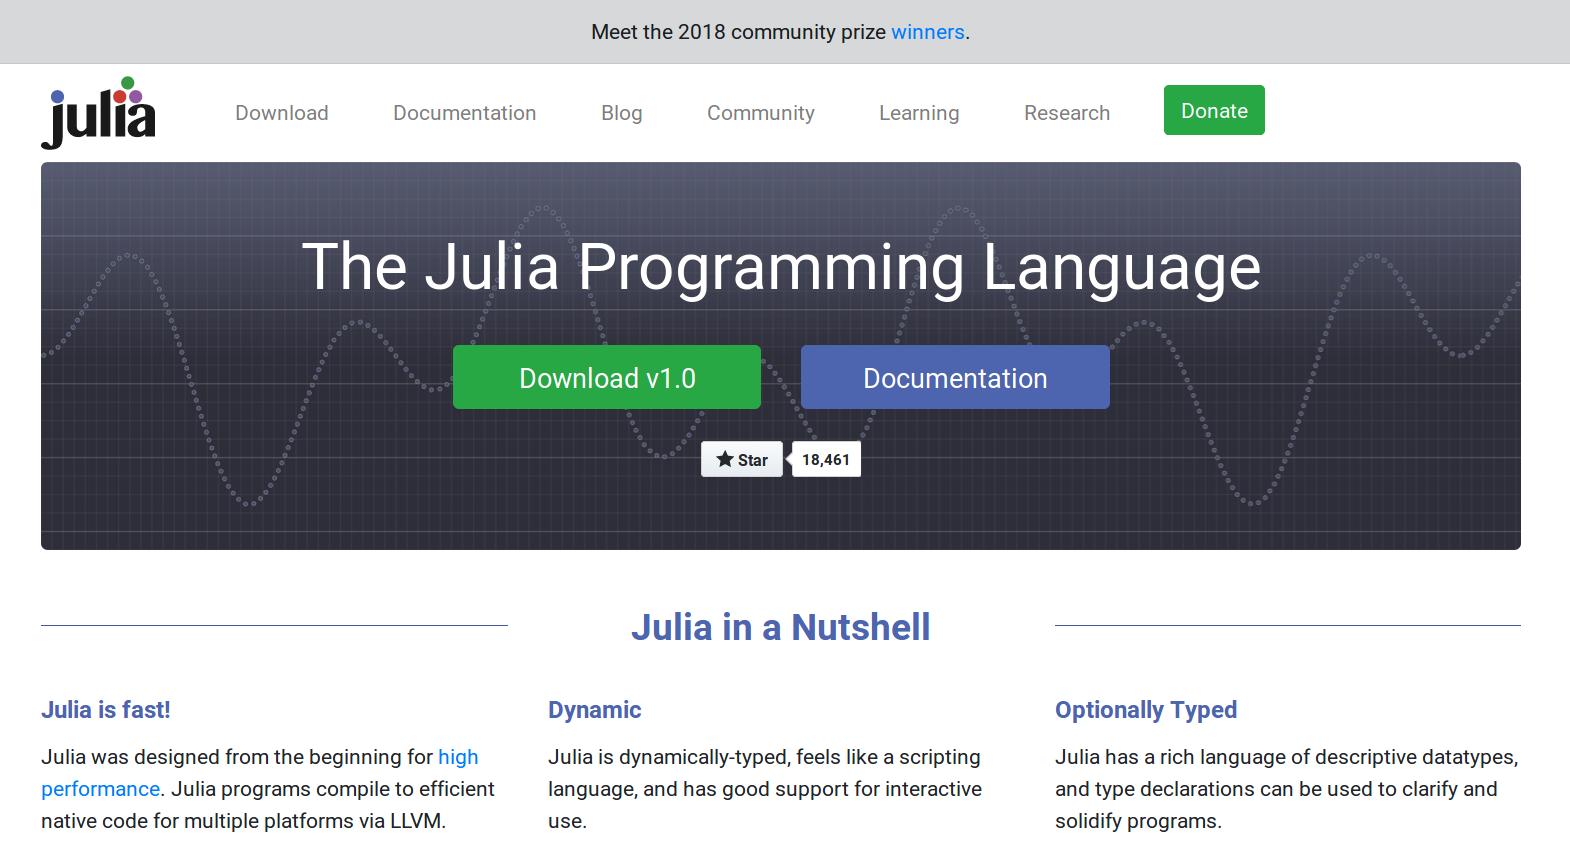 Meet the 2018 community prize winners.
julia
Download Documentation Blog Community Learning Research Donate
The Julia Programming Language
Download v1.0 Documentation
Star 18,461
Julia in a Nutshell
Julia is fast!
Julia was designed from the beginning for high
performance. Julia programs compile to efficient
native code for multiple platforms via LLVM.
Dynamic
Julia is dynamically-typed, feels like a scripting
language, and has good support for interactive
use.
Optionally Typed
Julia has a rich language of descriptive datatypes,
and type declarations can be used to clarify and
solidify programs.